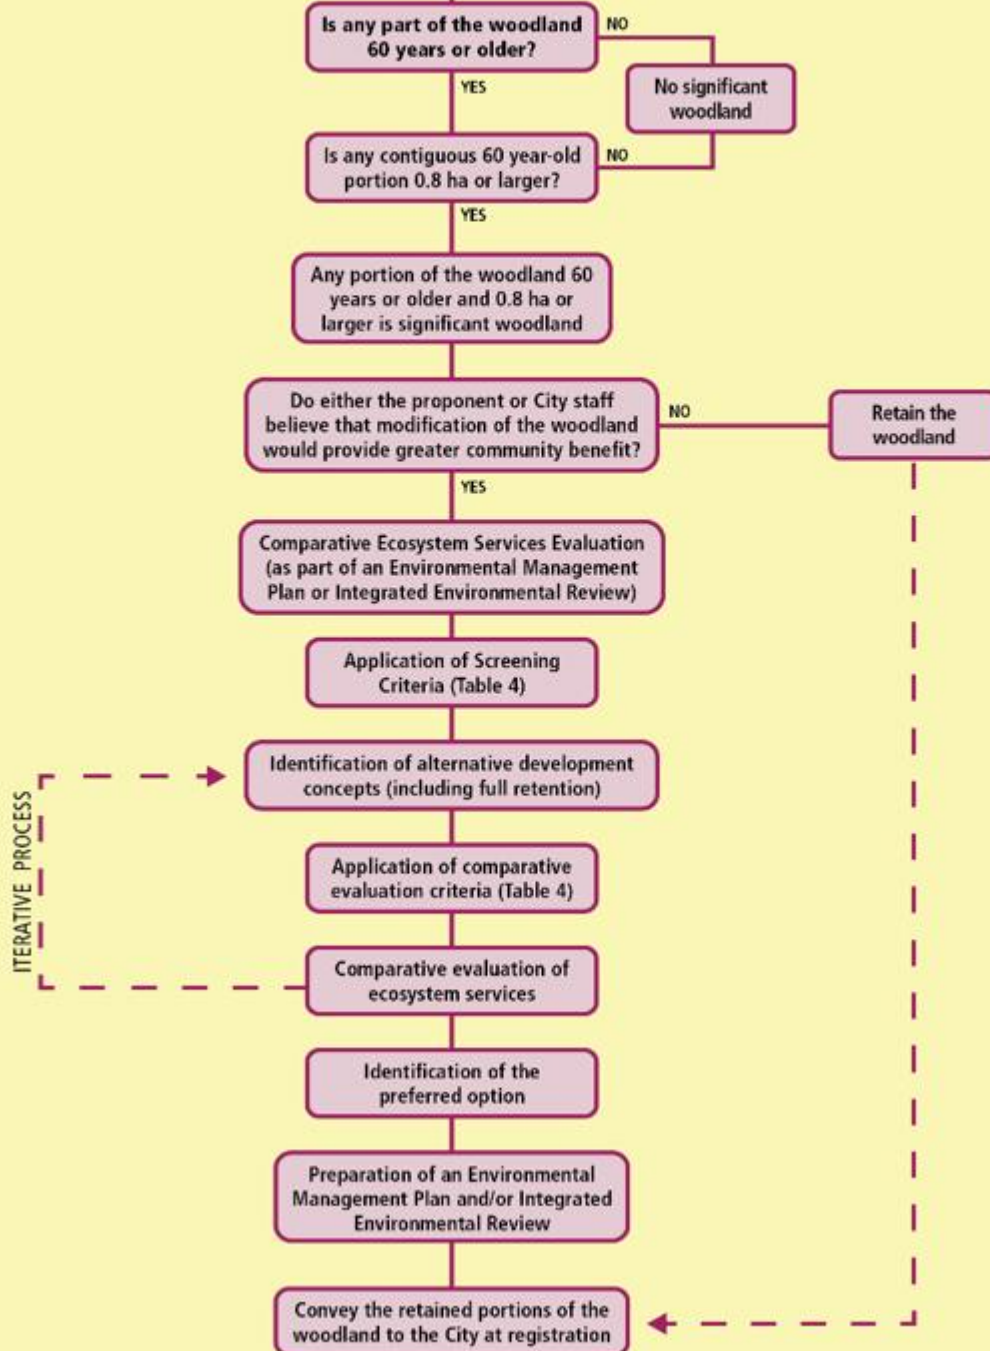 Is any part of the woodland
60 years or older?
NO
No significant
woodland
YES
Is any contiguous 60 year-old
portion 0.8 ha or larger?
NO
YES
Any portion of the woodland 60
years or older and 0.8 ha or
larger is significant woodland
Do either the proponent or City staff
believe that modification of the woodland
would provide greater community benefit?
NO
Retain the
woodland
YES
Comparative Ecosystem Services Evaluation
(as part of an Environmental Management
Plan or Integrated Environmental Review)
Application of Screening
Criteria (Table 4)
Identification of alternative development
concepts (including full retention)
ITERATIVE PROCESS
Application of comparative
evaluation criteria (Table 4)
Comparative evaluation of
ecosystem services
Identification of the
preferred option
Preparation of an Environmental
Management Plan and/or Integrated
Environmental Review
Convey the retained portions of the
woodland to the City at registration